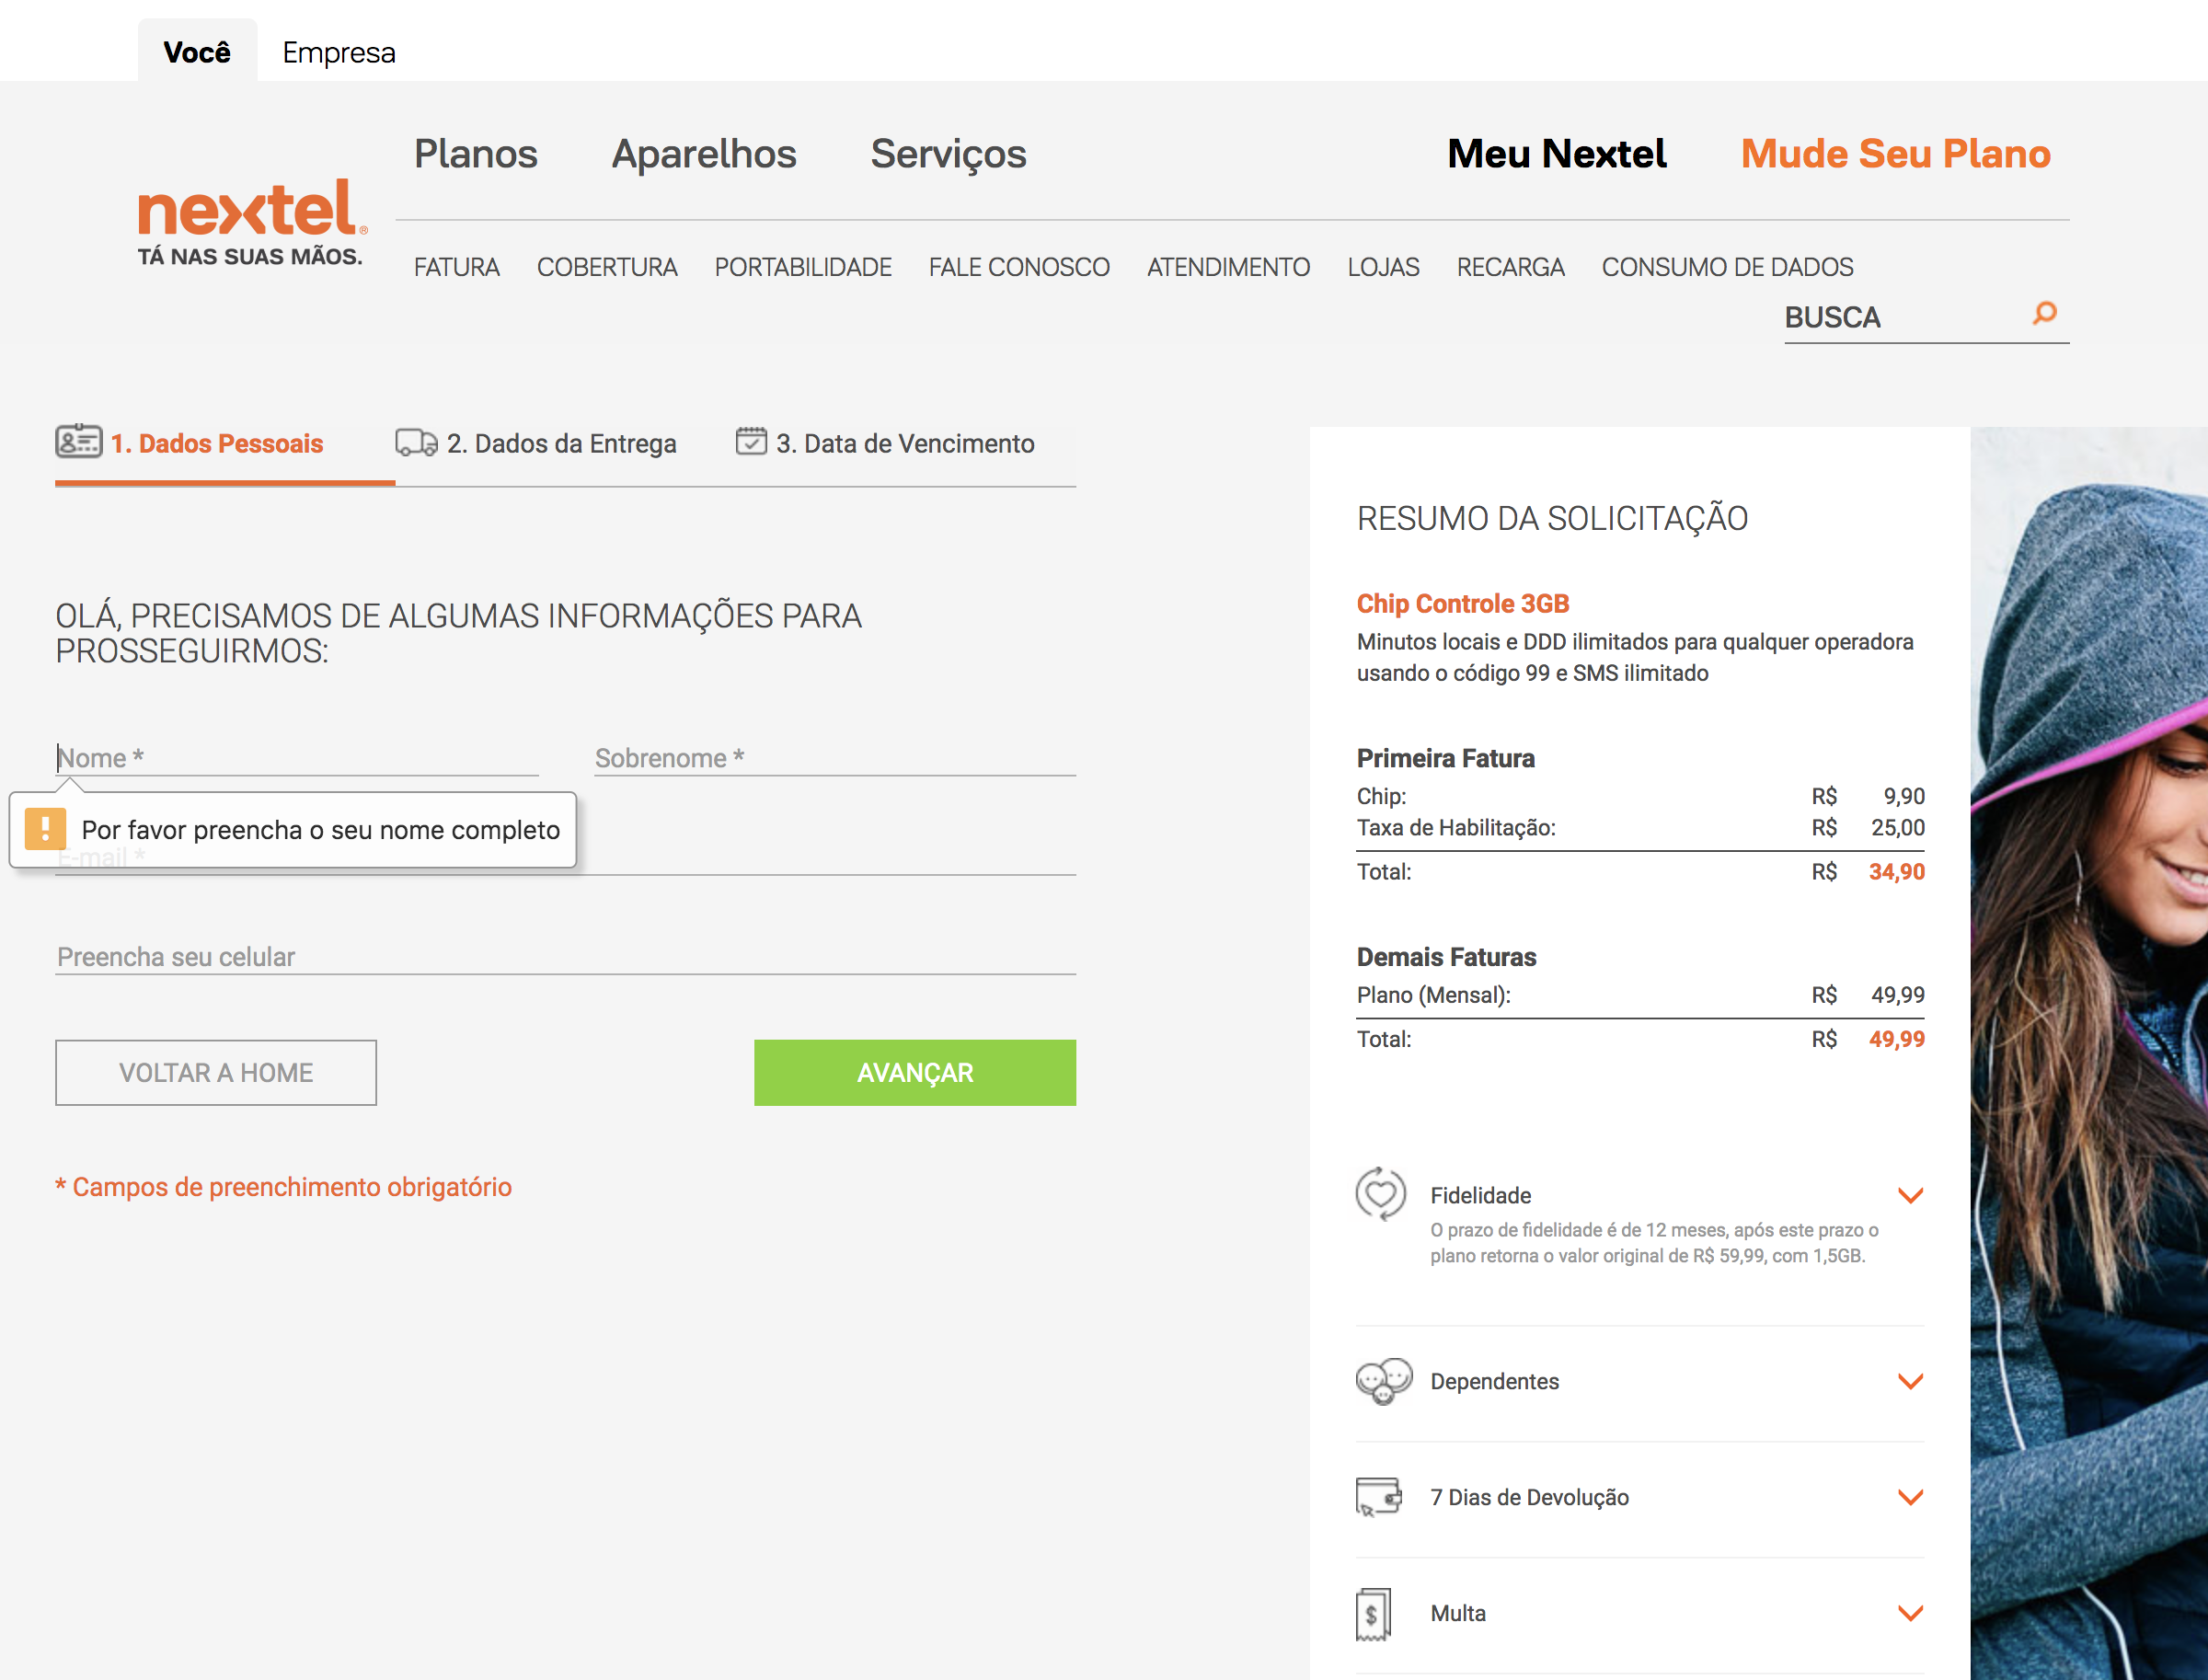 Você Empresa
Planos Aparelhos Serviços Meu Nextel Mude Seu Plano
nextel®
TÁ NAS SUAS MÃOS.
FATURA COBERTURA PORTABILIDADE FALE CONOSCO ATENDIMENTO LOJAS RECARGA CONSUMO DE DADOS
BUSCA
1. Dados Pessoais 2. Dados da Entrega 3. Data de Vencimento
OLÁ, PRECISAMOS DE ALGUMAS INFORMAÇÕES PARA
PROSSEGUIRMOS:
Nome * Sobrenome *
Por favor preencha o seu nome completo
E-mail *
Preencha seu celular
VOLTAR A HOME AVANÇAR
* Campos de preenchimento obrigatório
RESUMO DA SOLICITAÇÃO
Chip Controle 3GB
Minutos locais e DDD ilimitados para qualquer operadora
usando o código 99 e SMS ilimitado
Primeira Fatura
Chip: R$ 9,90
Taxa de Habilitação: R$ 25,00
Total: R$ 34,90
Demais Faturas
Plano (Mensal): R$ 49,99
Total: R$ 49,99
Fidelidade
O prazo de fidelidade é de 12 meses, após este prazo o
plano retorna o valor original de R$ 59,99, com 1,5GB.
Dependentes
7 Dias de Devolução
Multa